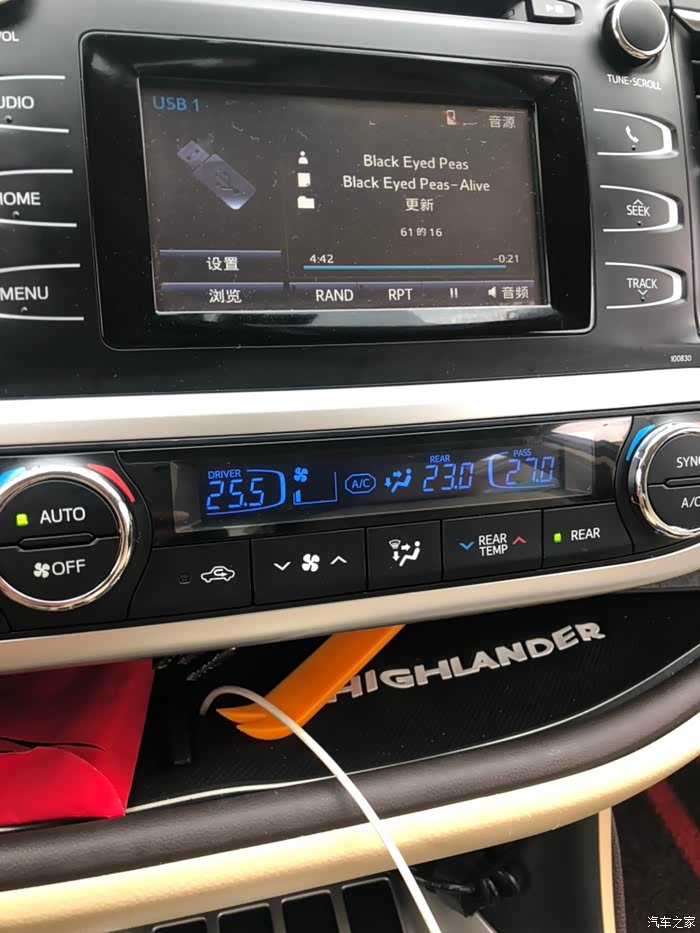 VOL
UDIO
HOME
MENU
USB 1
音源
Black Eyed Peas
Black Eyed Peas-Alive
更新
61 的 16
4:42
-0:21
设置
浏览
RAND
RPT
音频
TUNE•SCROLL
SEEK
TRACK
100830
DRIVER
25.5
A/C
REAR
23.0
PASS
27.0
AUTO
OFF
REAR
TEMP
REAR
SYNC
A/C
HIGHLANDER
汽车之家